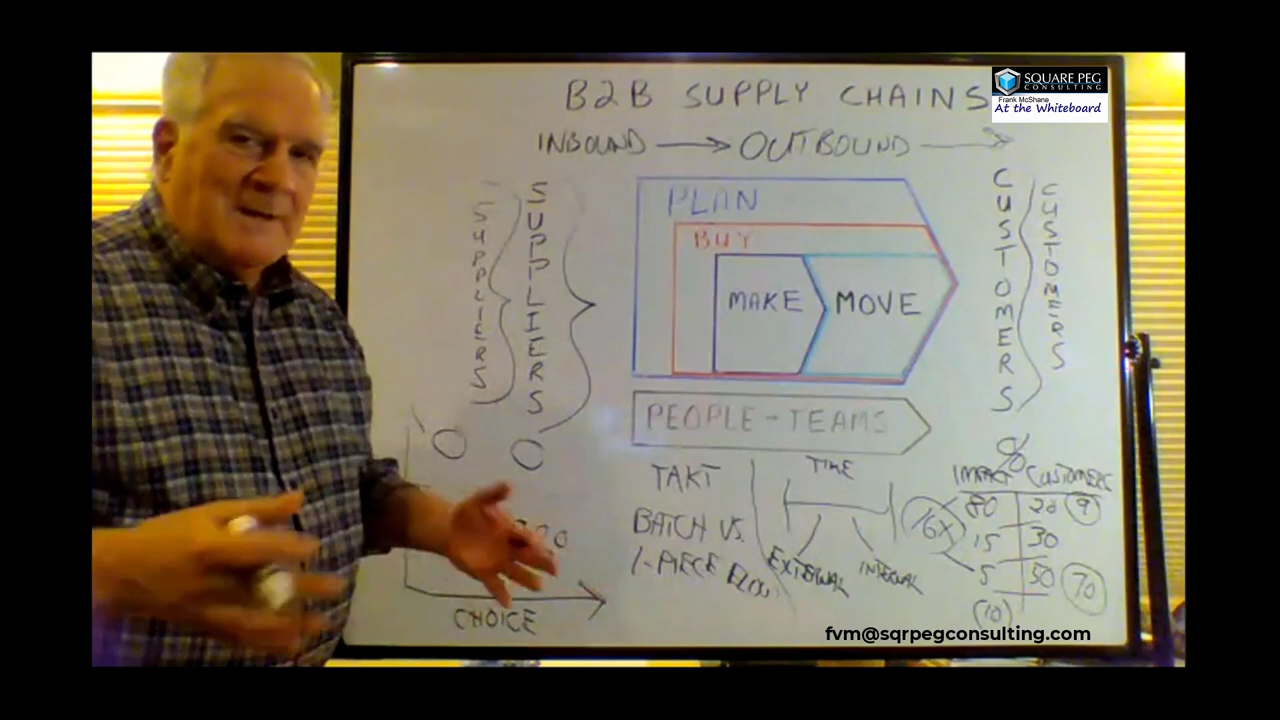 B2B SUPPLY CHAINS
SQUARE PEG
CONSULTING
Frank McShane
At the Whiteboard
INBOUND → OUTBOUND →
SUPPLIERS
SUPPLIERS
PLAN
BUY
MAKE
MOVE
CUSTOMERS
CUSTOMERS
PEOPLE-TEAMS
TAKT
BATCH VS.
1-PIECE FLOW
TIME
EXTERNAL
INTERNAL
%
IMPACT CUSTOMERS
80 20 9
16X
15 30
5 50 70
(10)
CHOICE
fvm@sqrpegconsulting.com